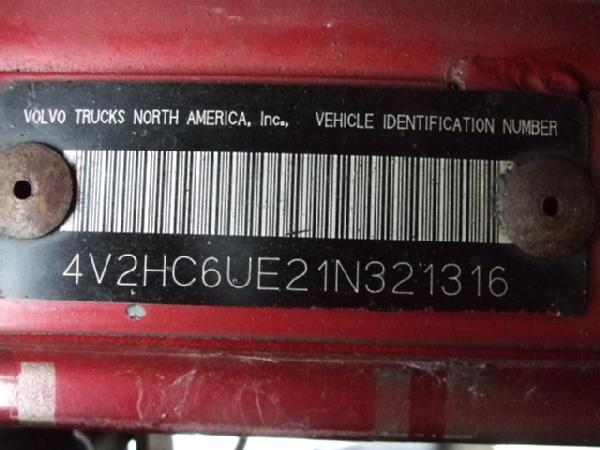 VOLVO TRUCKS NORTH AMERICA, Inc., VEHICLE IDENTIFICATION NUMBER
4V2HC6UE21N321316